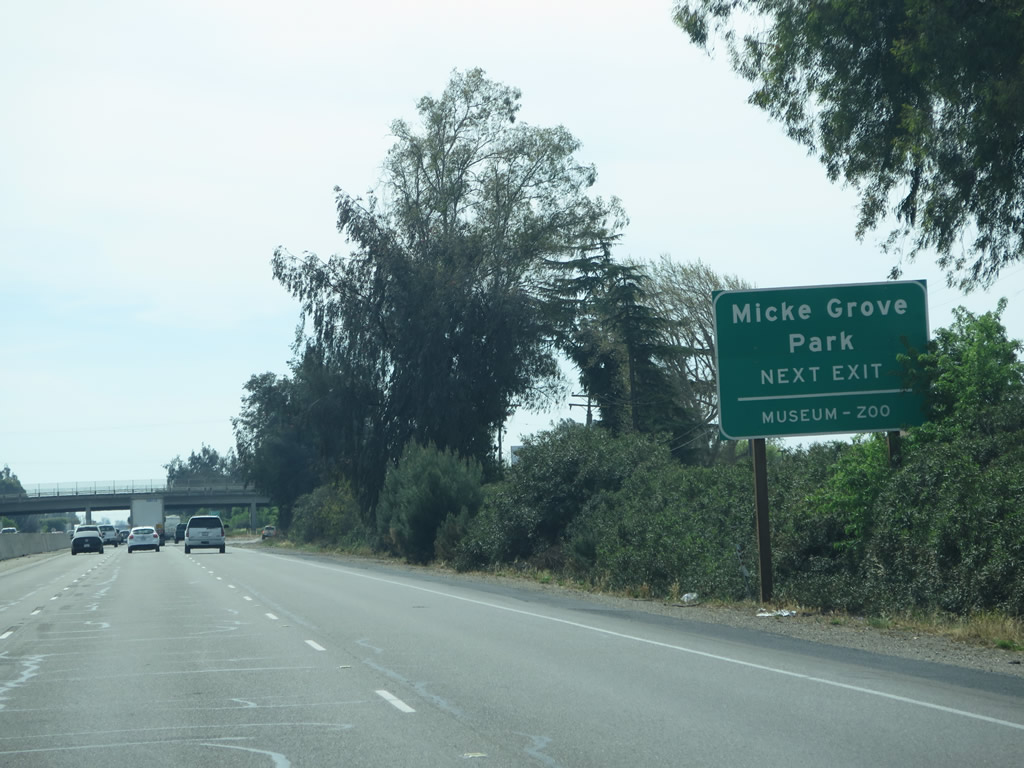 Micke Grove
Park
NEXT EXIT
MUSEUM - ZOO